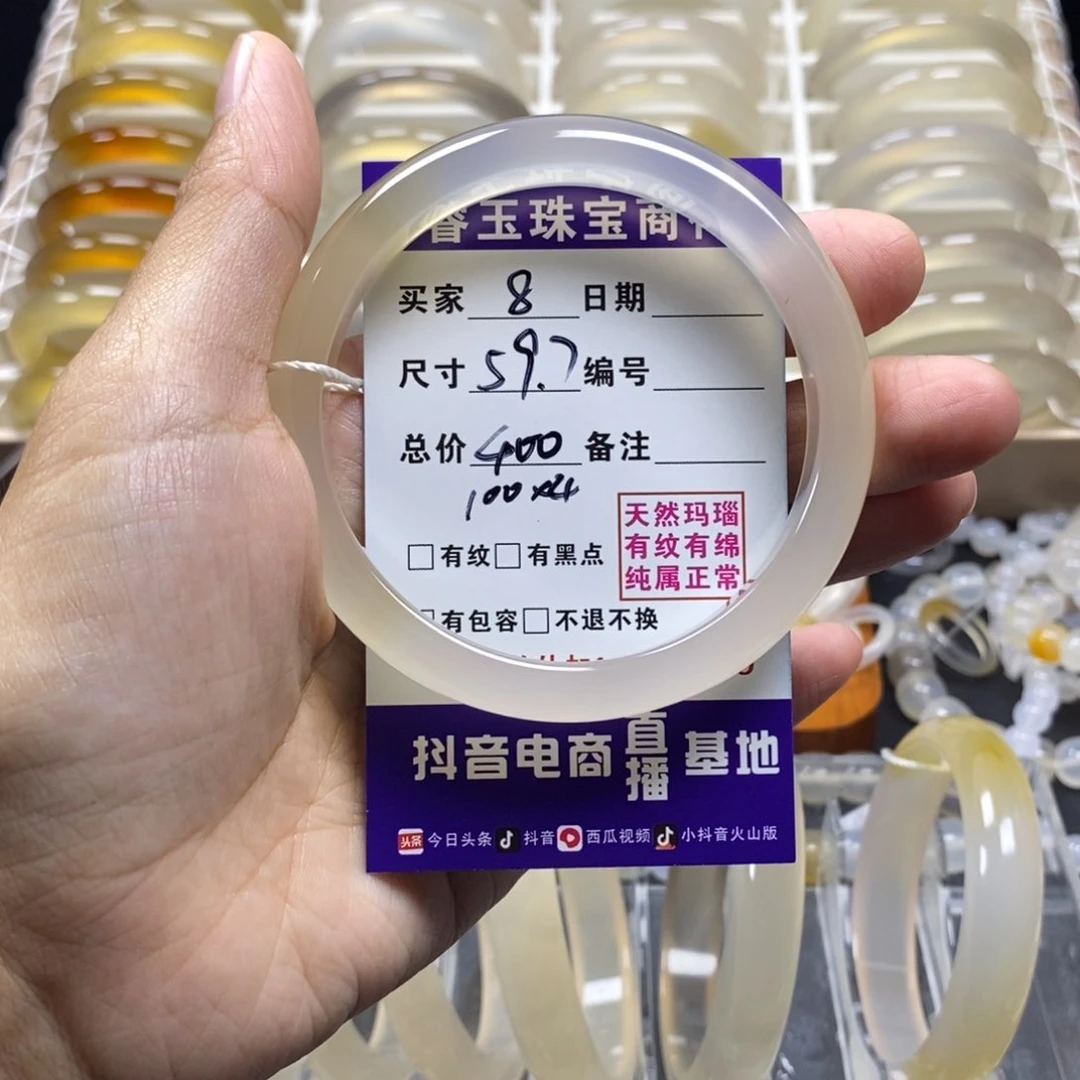 睿玉珠宝商行
买家 8 日期
尺寸 59.7 编号
总价 400 备注
100x4
天然玛瑙
有纹有绵
纯属正常
□有纹□有黑点
□有包容□不退不换
抖音电商直播基地
头条 今日头条 抖音 西瓜视频 小抖音火山版